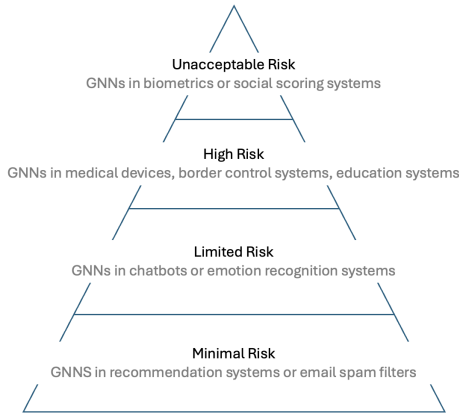 Unacceptable Risk
GNNs in biometrics or social scoring systems
High Risk
GNNs in medical devices, border control systems, education systems
Limited Risk
GNNs in chatbots or emotion recognition systems
Minimal Risk
GNNS in recommendation systems or email spam filters